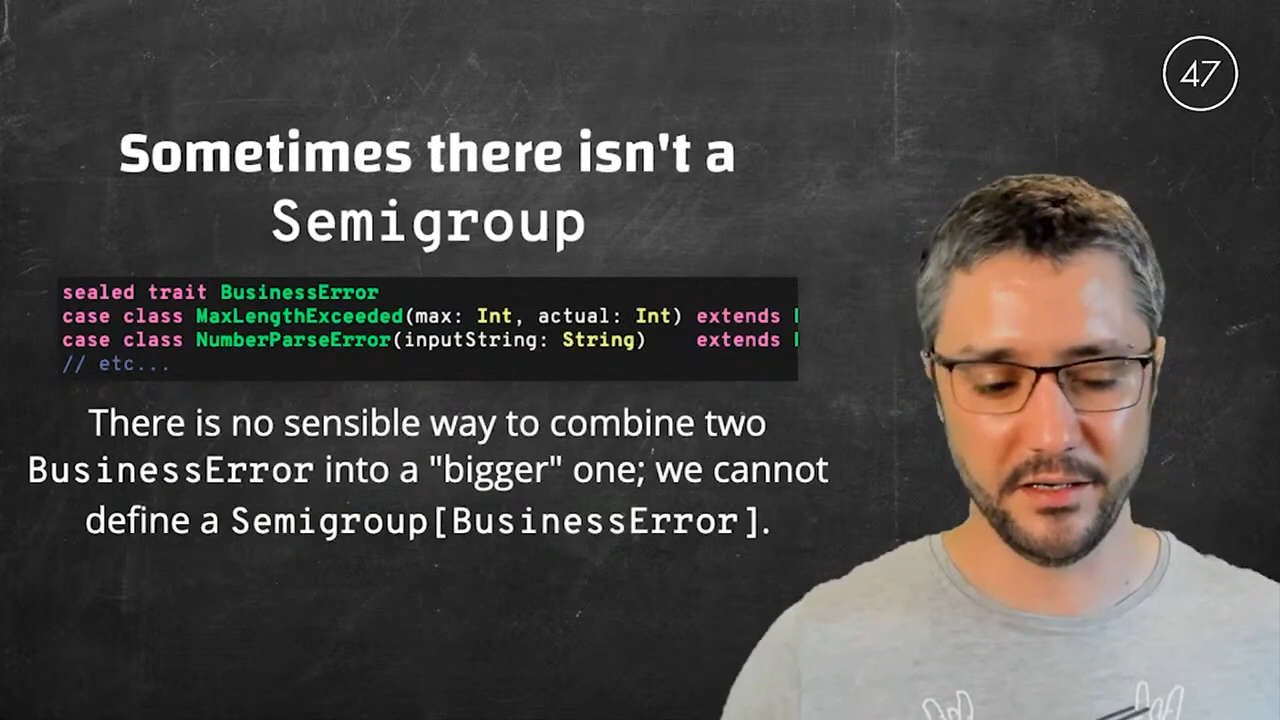 47
Sometimes there isn't a
Semigroup
sealed trait BusinessError
case class MaxLengthExceeded(max: Int, actual: Int) extends
case class NumberParseError(inputString: String) extends
// etc...
There is no sensible way to combine two
BusinessError into a "bigger" one; we cannot
define a Semigroup[BusinessError].